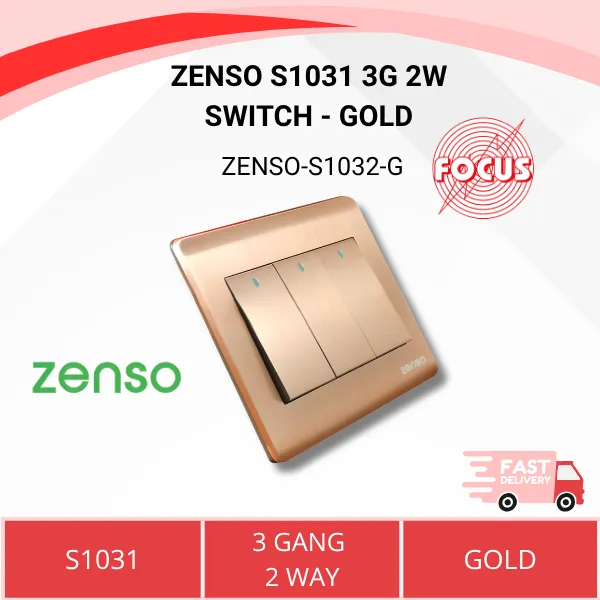 ZENSO S1031 3G 2W
SWITCH - GOLD
ZENSO-S1032-G
FOCUS
zenso
zenso
FAST
DELIVERY
S1031
3 GANG
2 WAY
GOLD